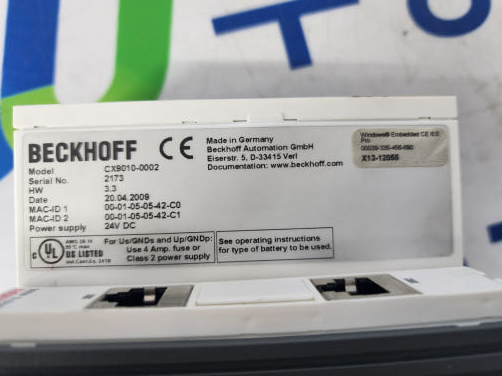 BECKHOFF CE
Made in Germany
Beckhoff Automation GmbH
Eiserstr. 5, D-33415 Verl
Documentation: www.beckhoff.com
Windows® Embedded CE 6.0
Pro
X13-12055
Model CX9010-0002
Serial No. 2173
HW 3.3
Date 20.04.2009
MAC-ID 1 00-01-05-05-42-C0
MAC-ID 2 00-01-05-05-42-C1
Power supply 24V DC
C UL US LISTED
For Us/GNDs and Up/GNDp:
Use 4 Amp. fuse or
Class 2 power supply
See operating instructions
for type of battery to be used.